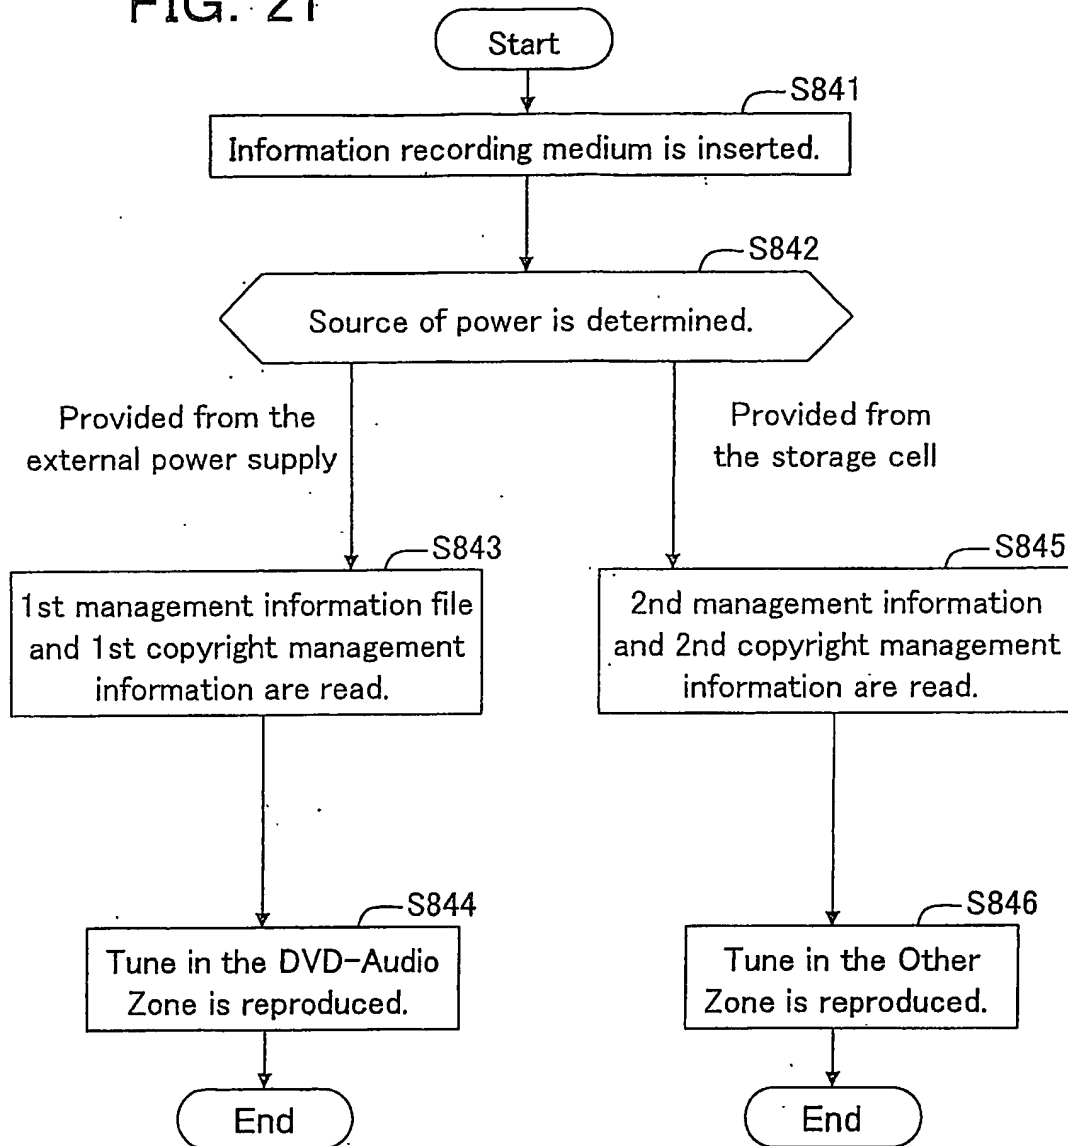 FIG. 21
Start
S841
Information recording medium is inserted.
S842
Source of power is determined.
Provided from the
external power supply
Provided from
the storage cell
S843
1st management information file
and 1st copyright management
information are read.
S845
2nd management information
and 2nd copyright management
information are read.
S844
Tune in the DVD-Audio
Zone is reproduced.
S846
Tune in the Other
Zone is reproduced.
End
End